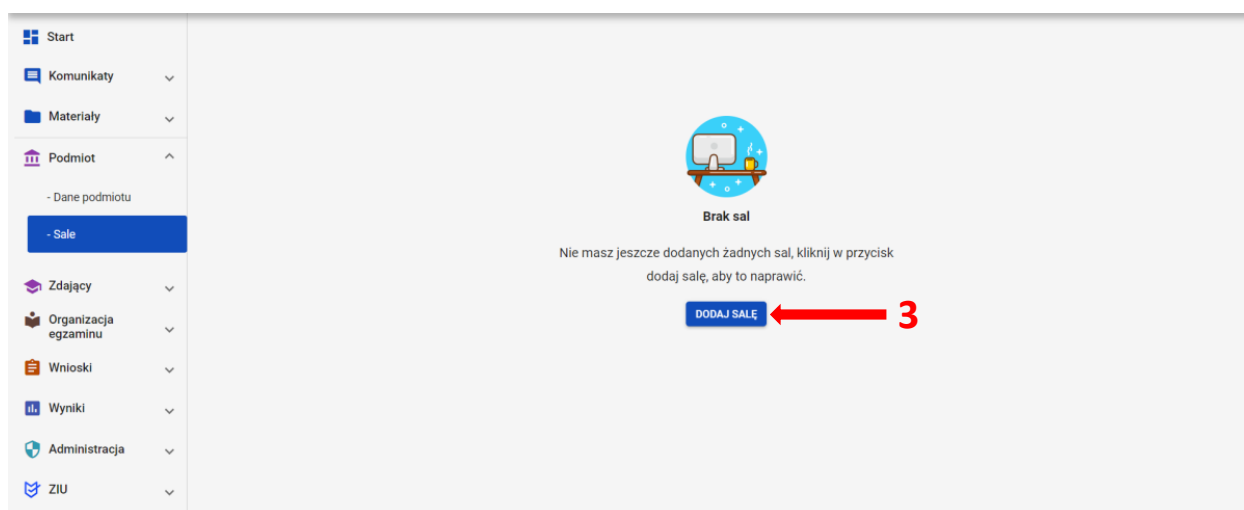 Start
Komunikaty
Materiały
Podmiot
- Dane podmiotu
- Sale
Zdający
Organizacja
egzaminu
Wnioski
Wyniki
Administracja
ZIU
Brak sal
Nie masz jeszcze dodanych żadnych sal, kliknij w przycisk
dodaj salę, aby to naprawić.
DODAJ SALĘ
3